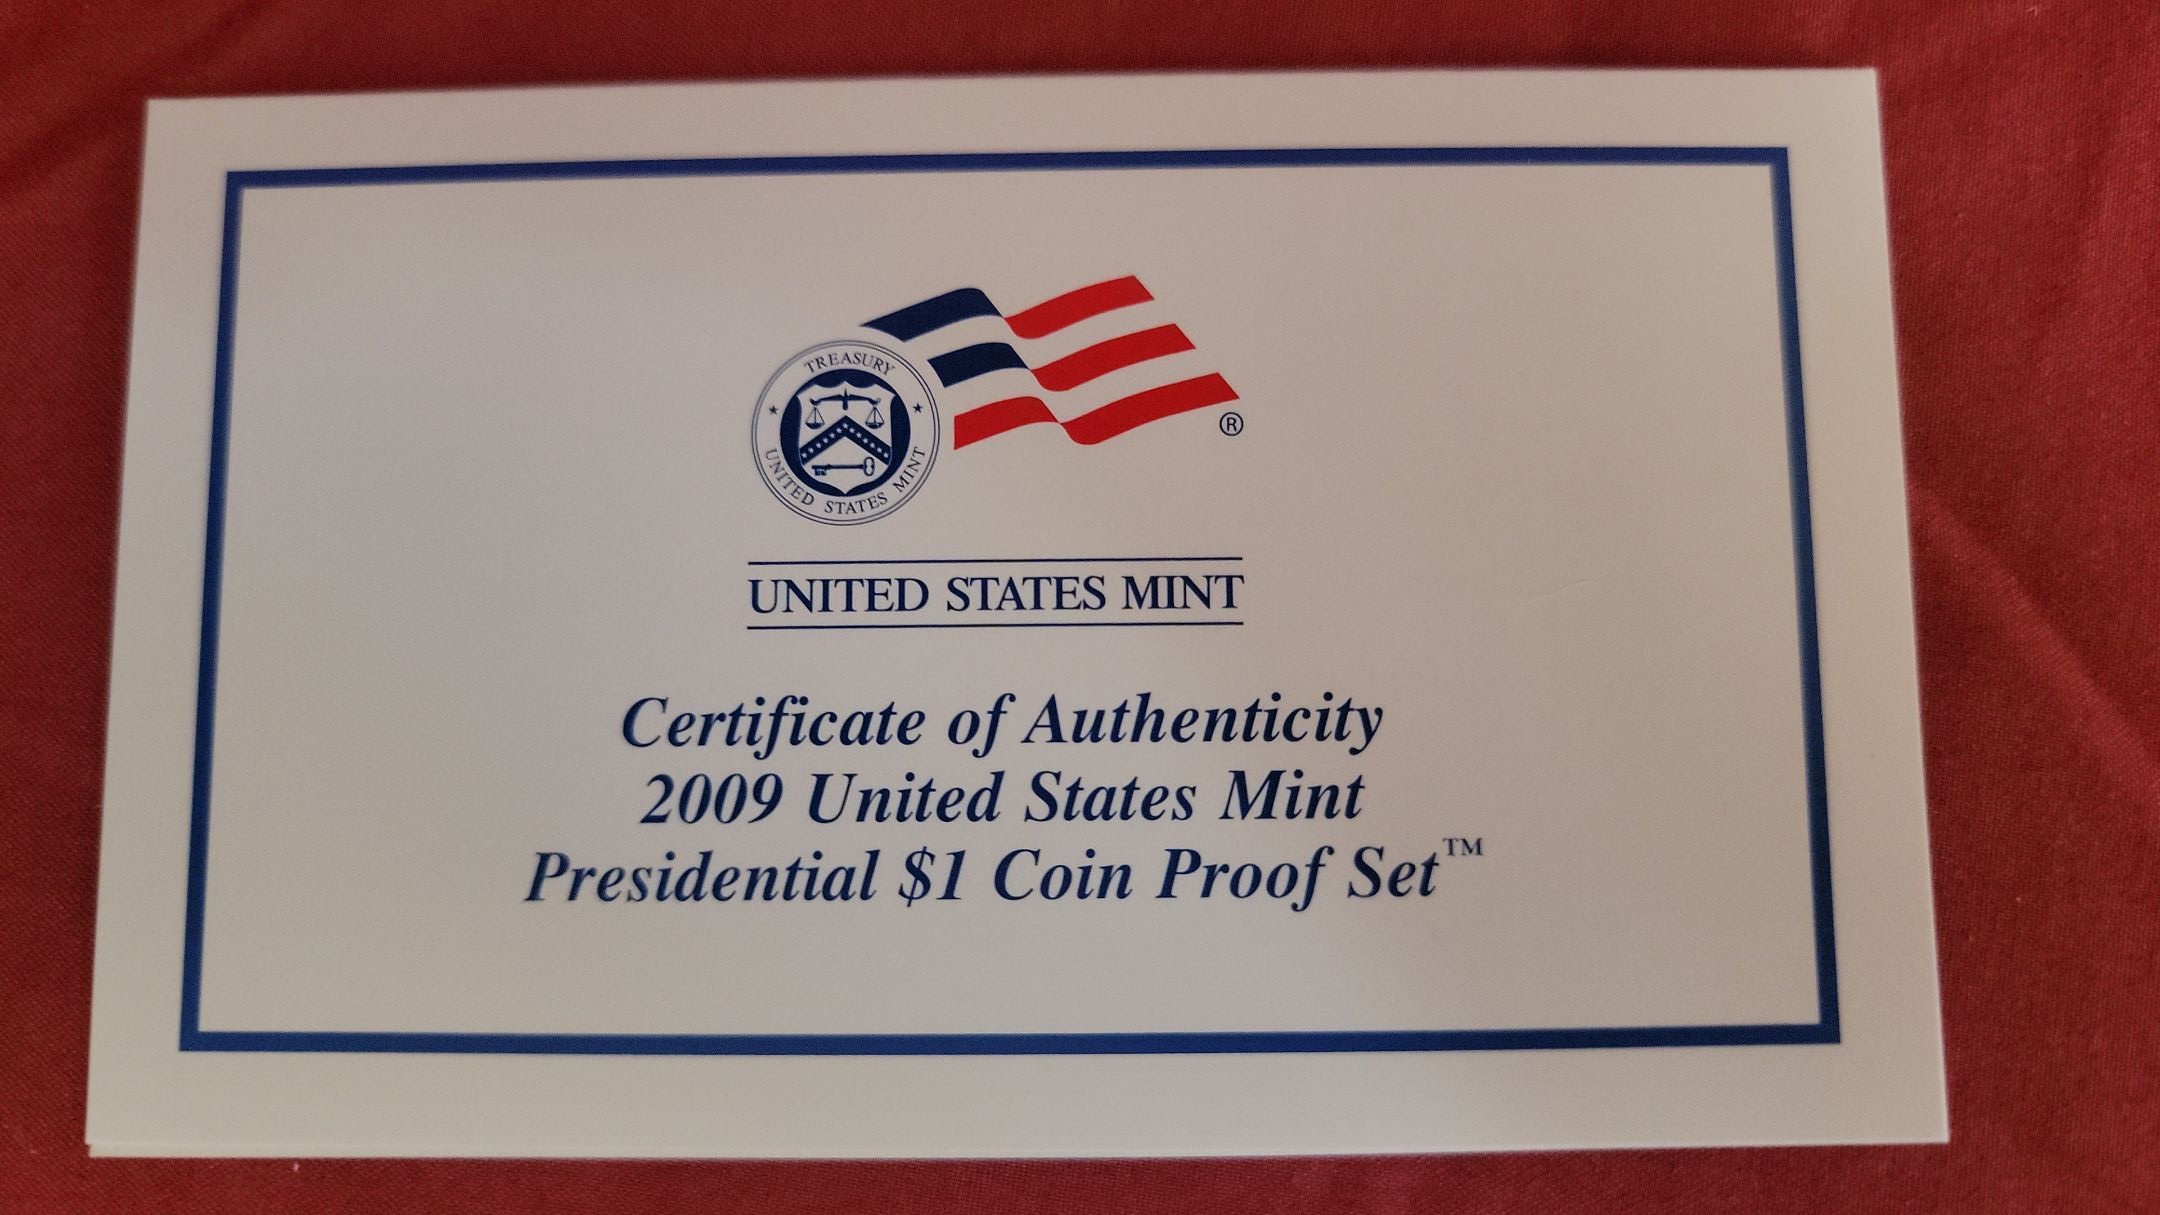 TREASURY
UNITED STATES MINT
®
UNITED STATES MINT
Certificate of Authenticity
2009 United States Mint
Presidential $1 Coin Proof Set™